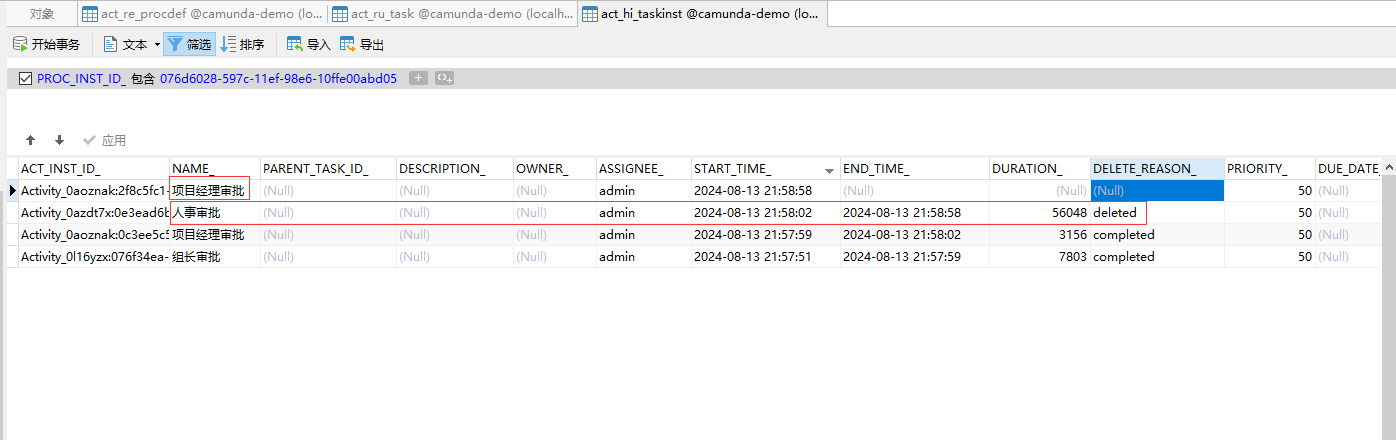 对象 act_re_procdef @camunda-demo (lo... act_ru_task @camunda-demo (localh... act_hi_taskinst @camunda-demo (lo...
开始事务 文本 筛选 排序 导入 导出
PROC_INST_ID_ 包含 076d6028-597c-11ef-98e6-10ffe00abd05
应用
ACT_INST_ID_ NAME_ PARENT_TASK_ID_ DESCRIPTION_ OWNER_ ASSIGNEE_ START_TIME_ END_TIME_ DURATION_ DELETE_REASON_ PRIORITY_ DUE_DATE_
Activity_0aoznak:2f8c5fc1- 项目经理审批 (Null) (Null) (Null) admin 2024-08-13 21:58:58 (Null) (Null) (Null) 50 (Null)
Activity_0azdt7x:0e3ead6b 人事审批 (Null) (Null) (Null) admin 2024-08-13 21:58:02 2024-08-13 21:58:58 56048 deleted 50 (Null)
Activity_0aoznak:0c3ee5c5 项目经理审批 (Null) (Null) (Null) admin 2024-08-13 21:57:59 2024-08-13 21:58:02 3156 completed 50 (Null)
Activity_0l16yzx:076f34ea- 组长审批 (Null) (Null) (Null) admin 2024-08-13 21:57:51 2024-08-13 21:57:59 7803 completed 50 (Null)